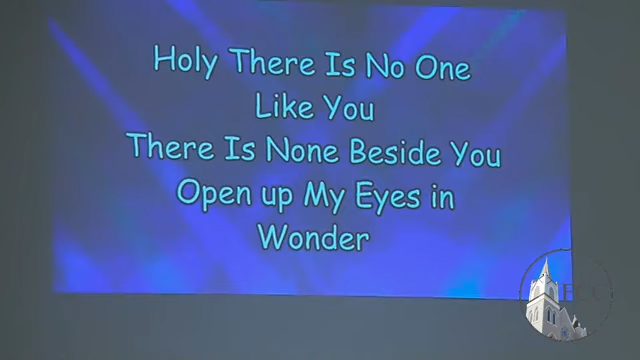 Holy There Is No One
Like You
There Is None Beside You
Open up My Eyes in
Wonder